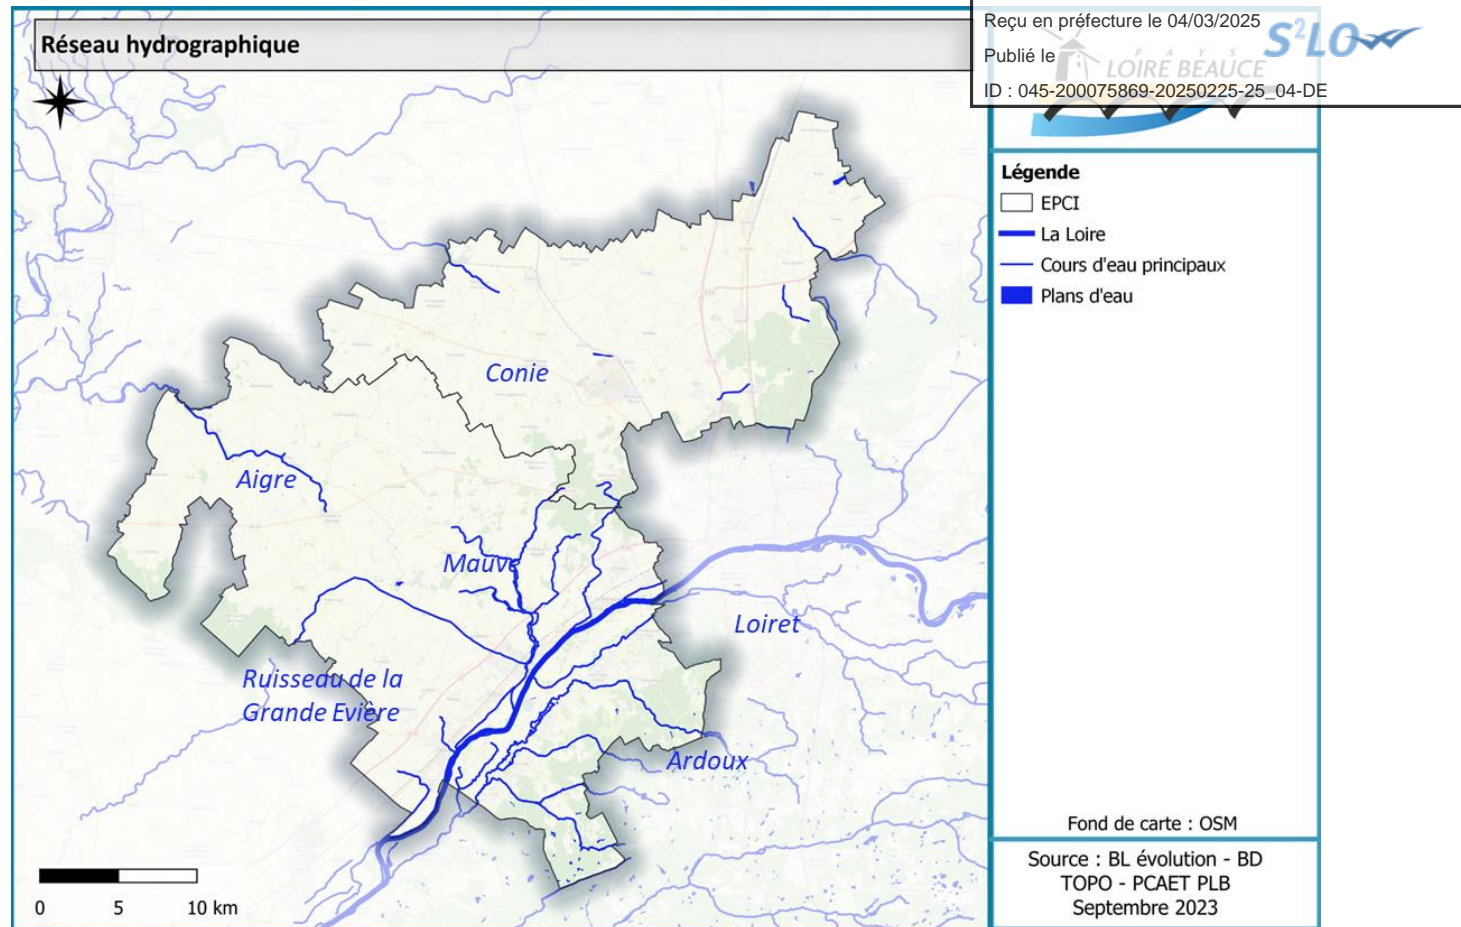 Reçu en préfecture le 04/03/2025
Publié le
ID : 045-200075869-20250225-25_04-DE
S²LO
PAYS
LOIRE BEAUCE
Réseau hydrographique
Légende
EPCI
La Loire
Cours d'eau principaux
Plans d'eau
Conie
Aigre
Mauve
Loiret
Ruisseau de la
Grande Evière
Ardoux
0 5 10 km
Fond de carte : OSM
Source : BL évolution - BD
TOPO - PCAET PLB
Septembre 2023